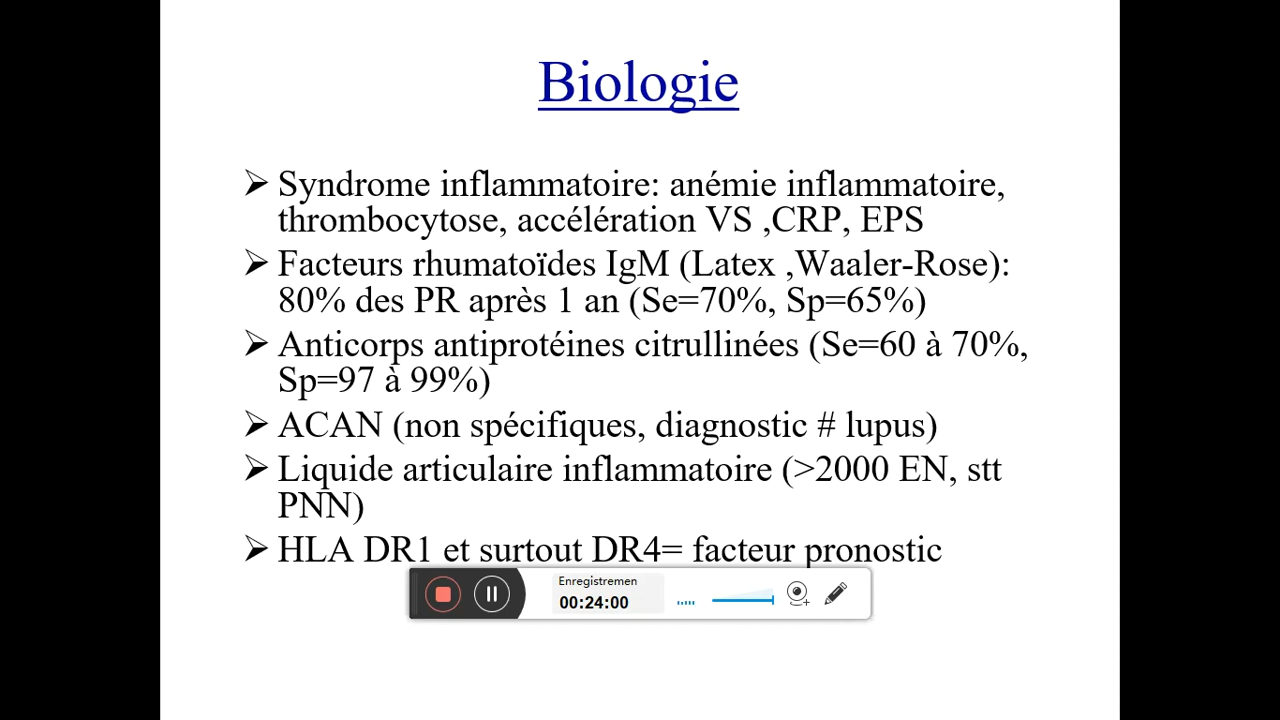 Biologie
➢ Syndrome inflammatoire: anémie inflammatoire,
thrombocytose, accélération VS ,CRP, EPS
➢ Facteurs rhumatoïdes IgM (Latex ,Waaler-Rose):
80% des PR après 1 an (Se=70%, Sp=65%)
➢ Anticorps antiprotéines citrullinées (Se=60 à 70%,
Sp=97 à 99%)
➢ ACAN (non spécifiques, diagnostic # lupus)
➢ Liquide articulaire inflammatoire (>2000 EN, stt
PNN)
➢ HLA DR1 et surtout DR4= facteur pronostic
Enregistremen
00:24:00